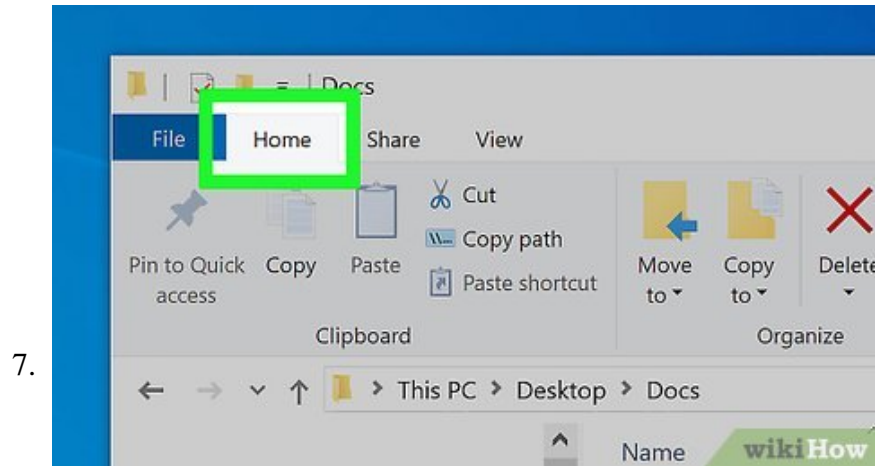 Docs
File Home Share View
Cut
Copy path
Paste shortcut
Pin to Quick access
Copy
Paste
Move to
Copy to
Delete
Clipboard
Organize
7.
This PC > Desktop > Docs
Name
wikiHow